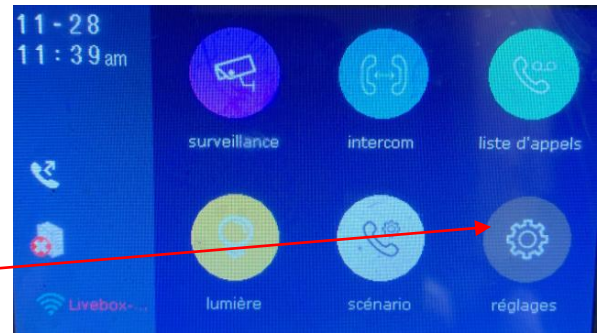 11-28
11:39am
surveillance
intercom
liste d'appels
Livebox-...
lumière
scénario
réglages